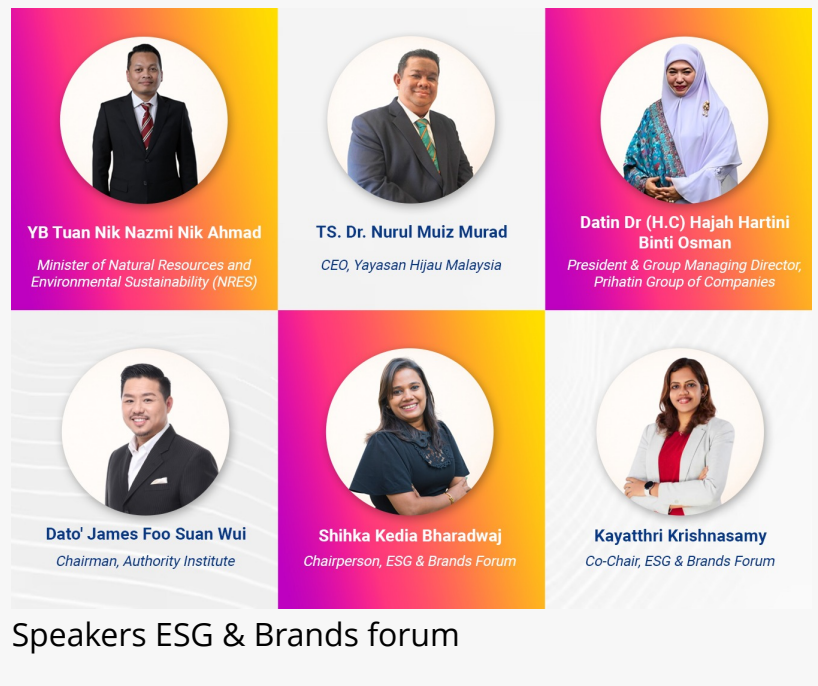 YB Tuan Nik Nazmi Nik Ahmad
Minister of Natural Resources and
Environmental Sustainability (NRES)
TS. Dr. Nurul Muiz Murad
CEO, Yayasan Hijau Malaysia
Datin Dr (H.C) Hajah Hartini
Binti Osman
President & Group Managing Director,
Prihatin Group of Companies
Dato' James Foo Suan Wui
Chairman, Authority Institute
Shihka Kedia Bharadwaj
Chairperson, ESG & Brands Forum
Kayatthri Krishnasamy
Co-Chair, ESG & Brands Forum
Speakers ESG & Brands forum